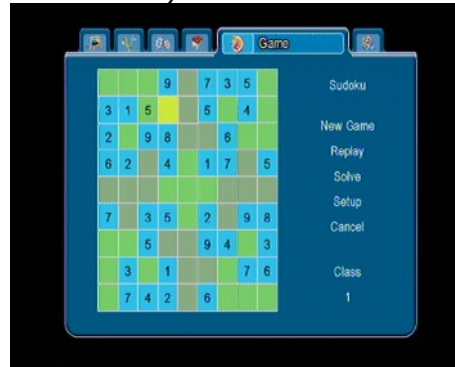 Game
Sudoku
New Game
Replay
Solve
Setup
Cancel
Class
1
9 7 3 5
3 1 5 5 4
2 9 8 6
6 2 4 1 7 5
7 3 5 2 9 8
5 9 4 3
3 1 7 6
7 4 2 6